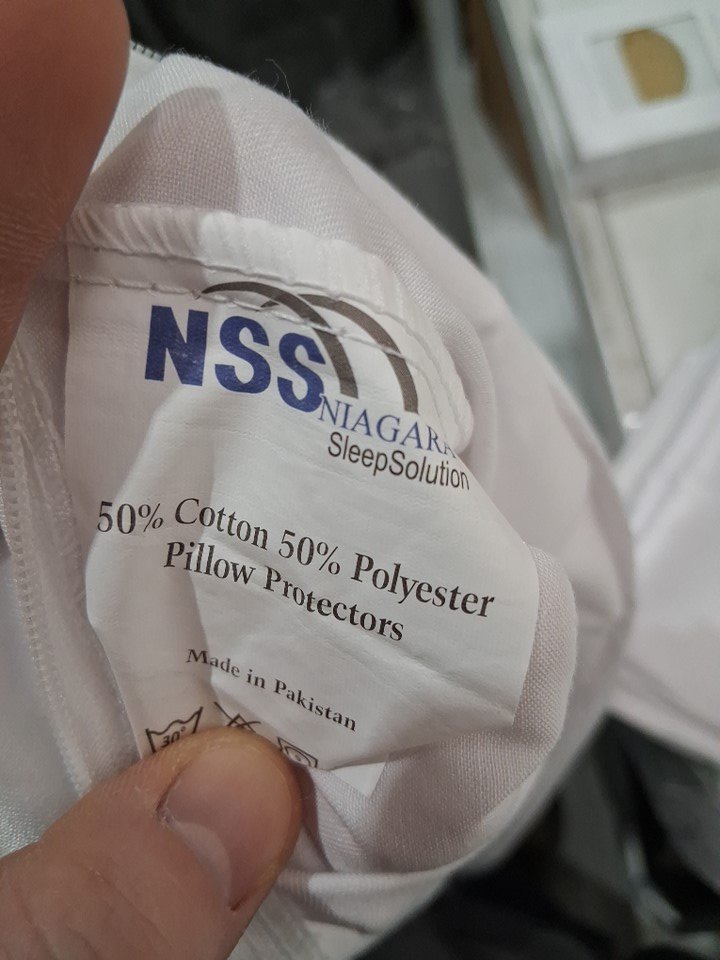 NSS
NIAGARA
SleepSolution
50% Cotton 50% Polyester
Pillow Protectors
Made in Pakistan
30°